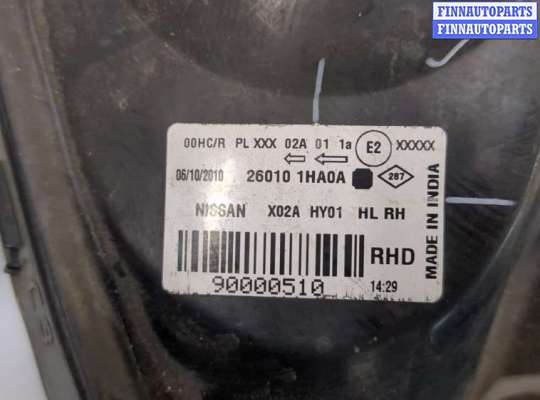 FINNAUTOPARTS
FINNAUTOPARTS
00HC/R PL XXX 02A 01 1a E2 XXXXX
06/10/2010 26010 1HA0A 287
NISSAN X02A HY01 HL RH
RHD
90000510 14:29
MADE IN INDIA